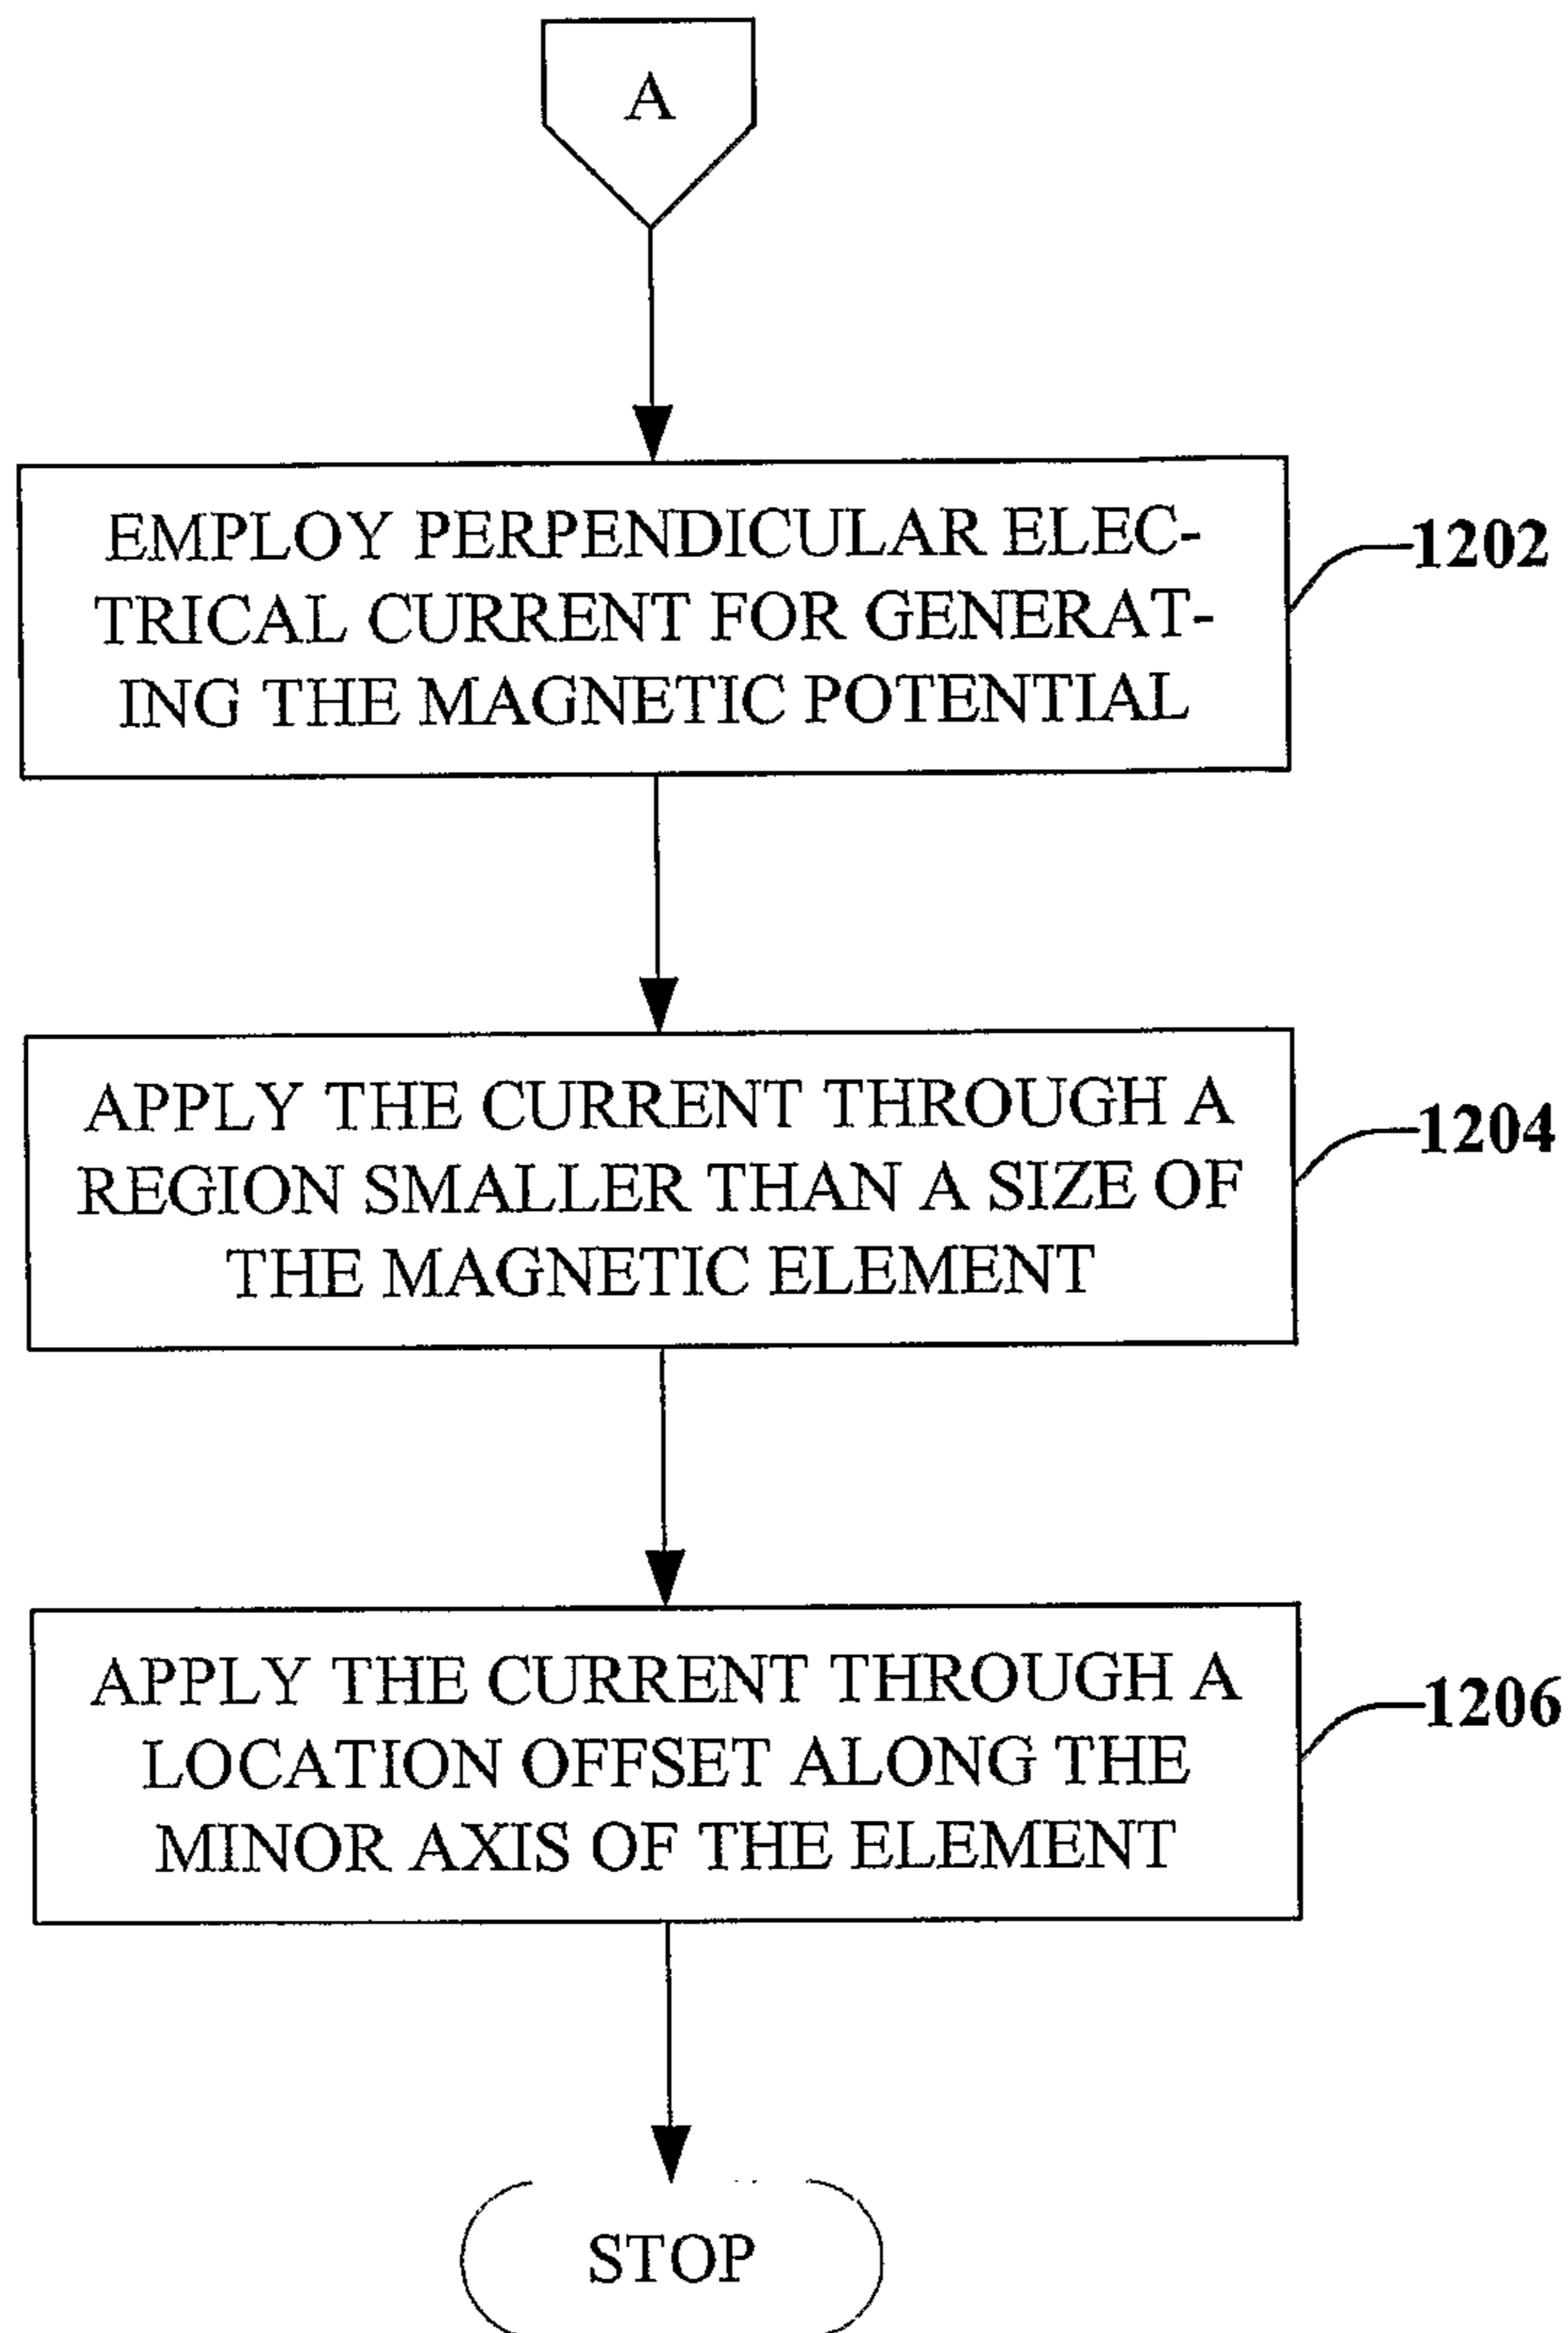 A
EMPLOY PERPENDICULAR ELEC-
TRICAL CURRENT FOR GENERAT-
ING THE MAGNETIC POTENTIAL
1202
APPLY THE CURRENT THROUGH A
REGION SMALLER THAN A SIZE OF
THE MAGNETIC ELEMENT
1204
APPLY THE CURRENT THROUGH A
LOCATION OFFSET ALONG THE
MINOR AXIS OF THE ELEMENT
1206
STOP